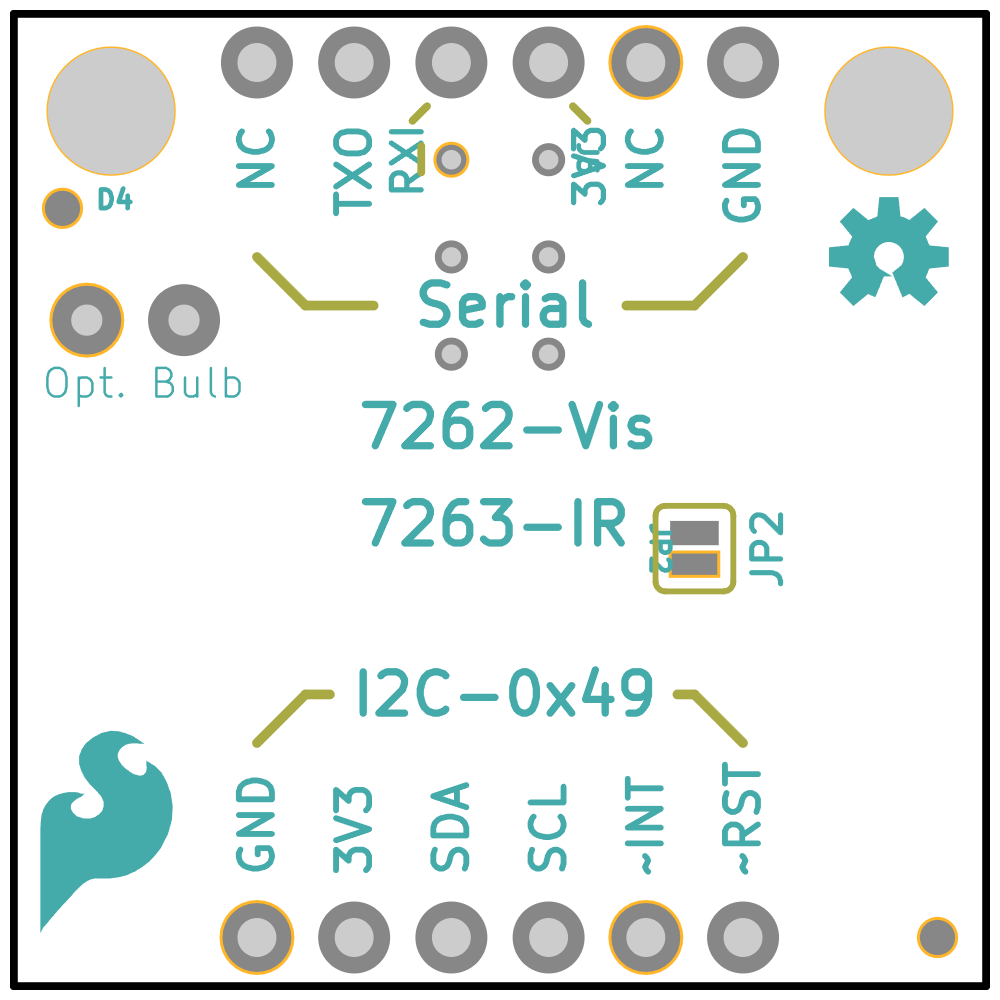 NC
TXO
RXI
NC
GND
D4
Serial
Opt. Bulb
7262-Vis
7263-IR
JP2
JP2
I2C-0x49
GND
3V3
SDA
SCL
~INT
~RST